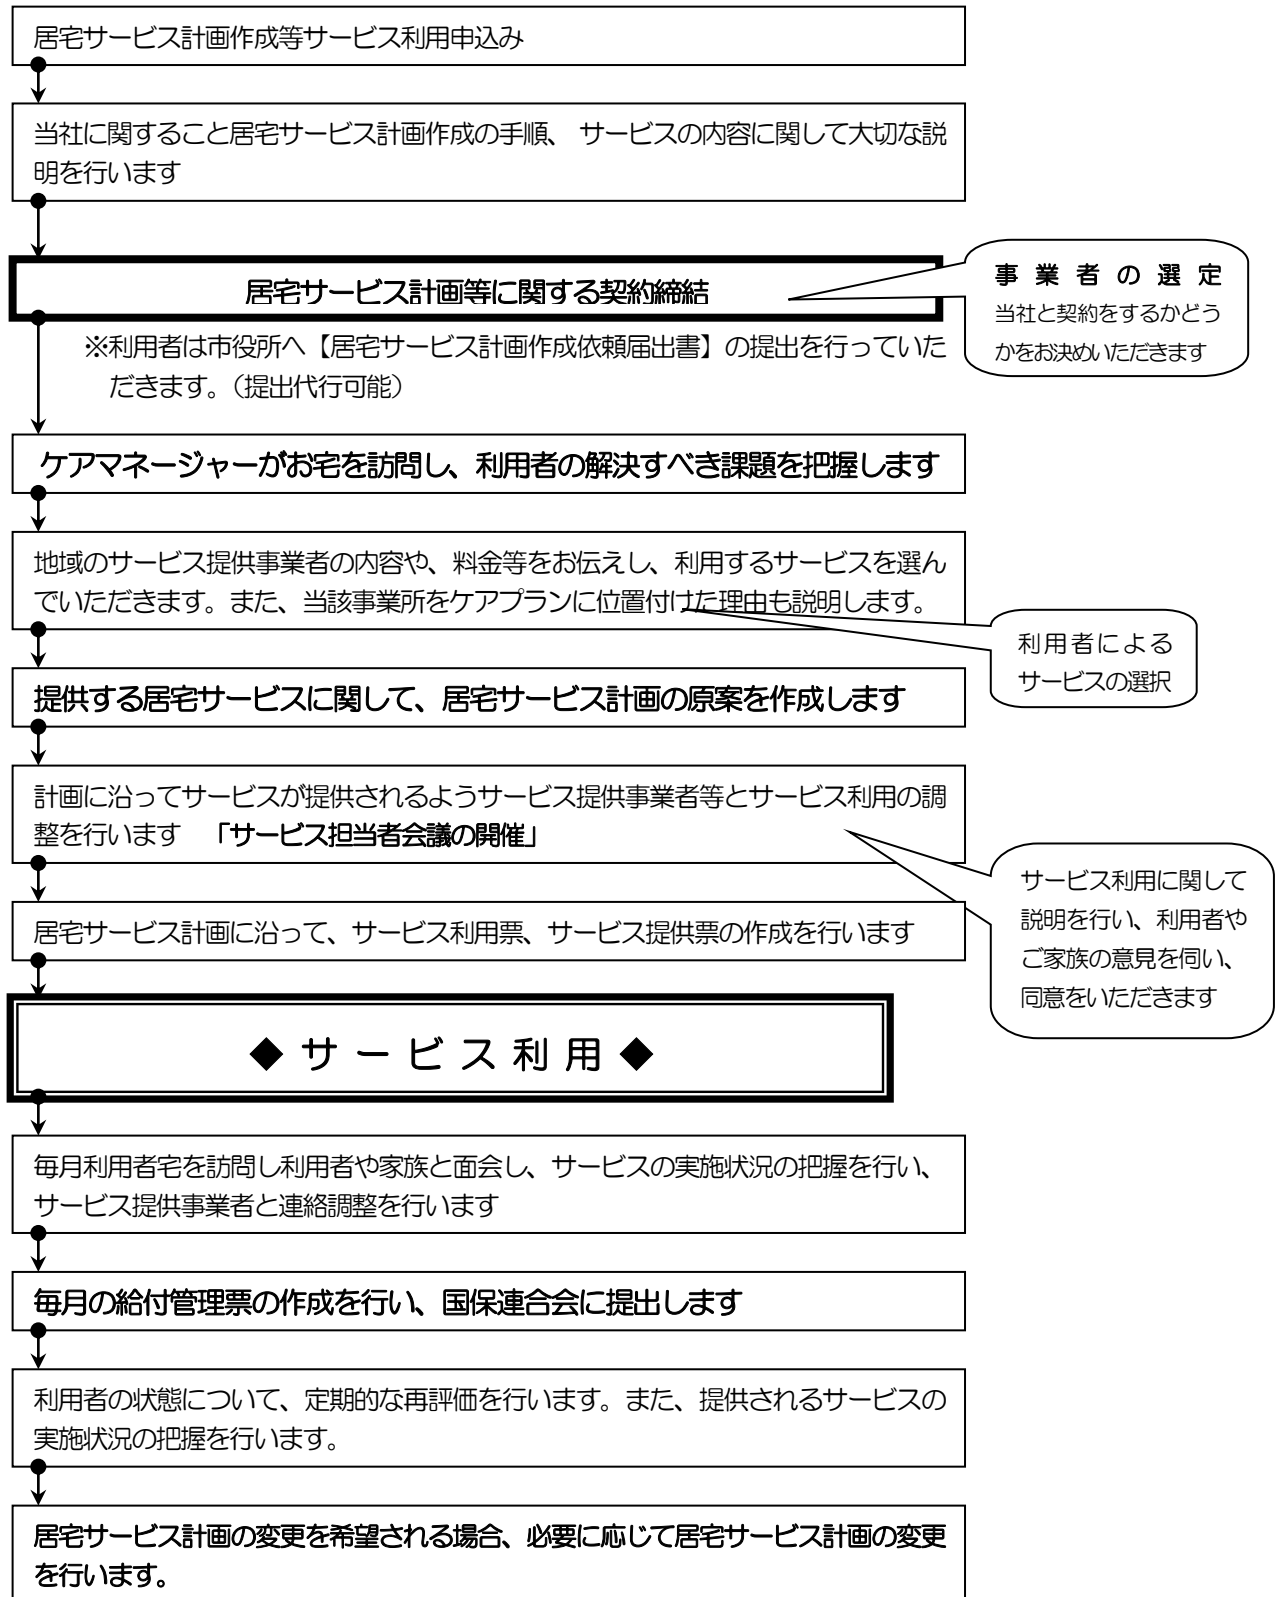 居宅サービス計画作成等サービス利用申込み
当社に関すること居宅サービス計画作成の手順、 サービスの内容に関して大切な説
明を行います
居宅サービス計画等に関する契約締結
事業者の選定
当社と契約をするかどう
かをお決めいただきます
※利用者は市役所へ【居宅サービス計画作成依頼届出書】の提出を行っていた
だきます。（提出代行可能）
ケアマネージャーがお宅を訪問し、利用者の解決すべき課題を把握します
地域のサービス提供事業者の内容や、料金等をお伝えし、利用するサービスを選ん
でいただきます。また、当該事業所をケアプランに位置付けた理由も説明します。
利用者による
サービスの選択
提供する居宅サービスに関して、居宅サービス計画の原案を作成します
計画に沿ってサービスが提供されるようサービス提供事業者等とサービス利用の調
整を行います 「サービス担当者会議の開催」
サービス利用に関して
説明を行い、利用者や
ご家族の意見を伺い、
同意をいただきます
居宅サービス計画に沿って、サービス利用票、サービス提供票の作成を行います
◆サービス利用◆
毎月利用者宅を訪問し利用者や家族と面会し、サービスの実施状況の把握を行い、
サービス提供事業者と連絡調整を行います
毎月の給付管理票の作成を行い、国保連合会に提出します
利用者の状態について、定期的な再評価を行います。また、提供されるサービスの
実施状況の把握を行います。
居宅サービス計画の変更を希望される場合、必要に応じて居宅サービス計画の変更
を行います。